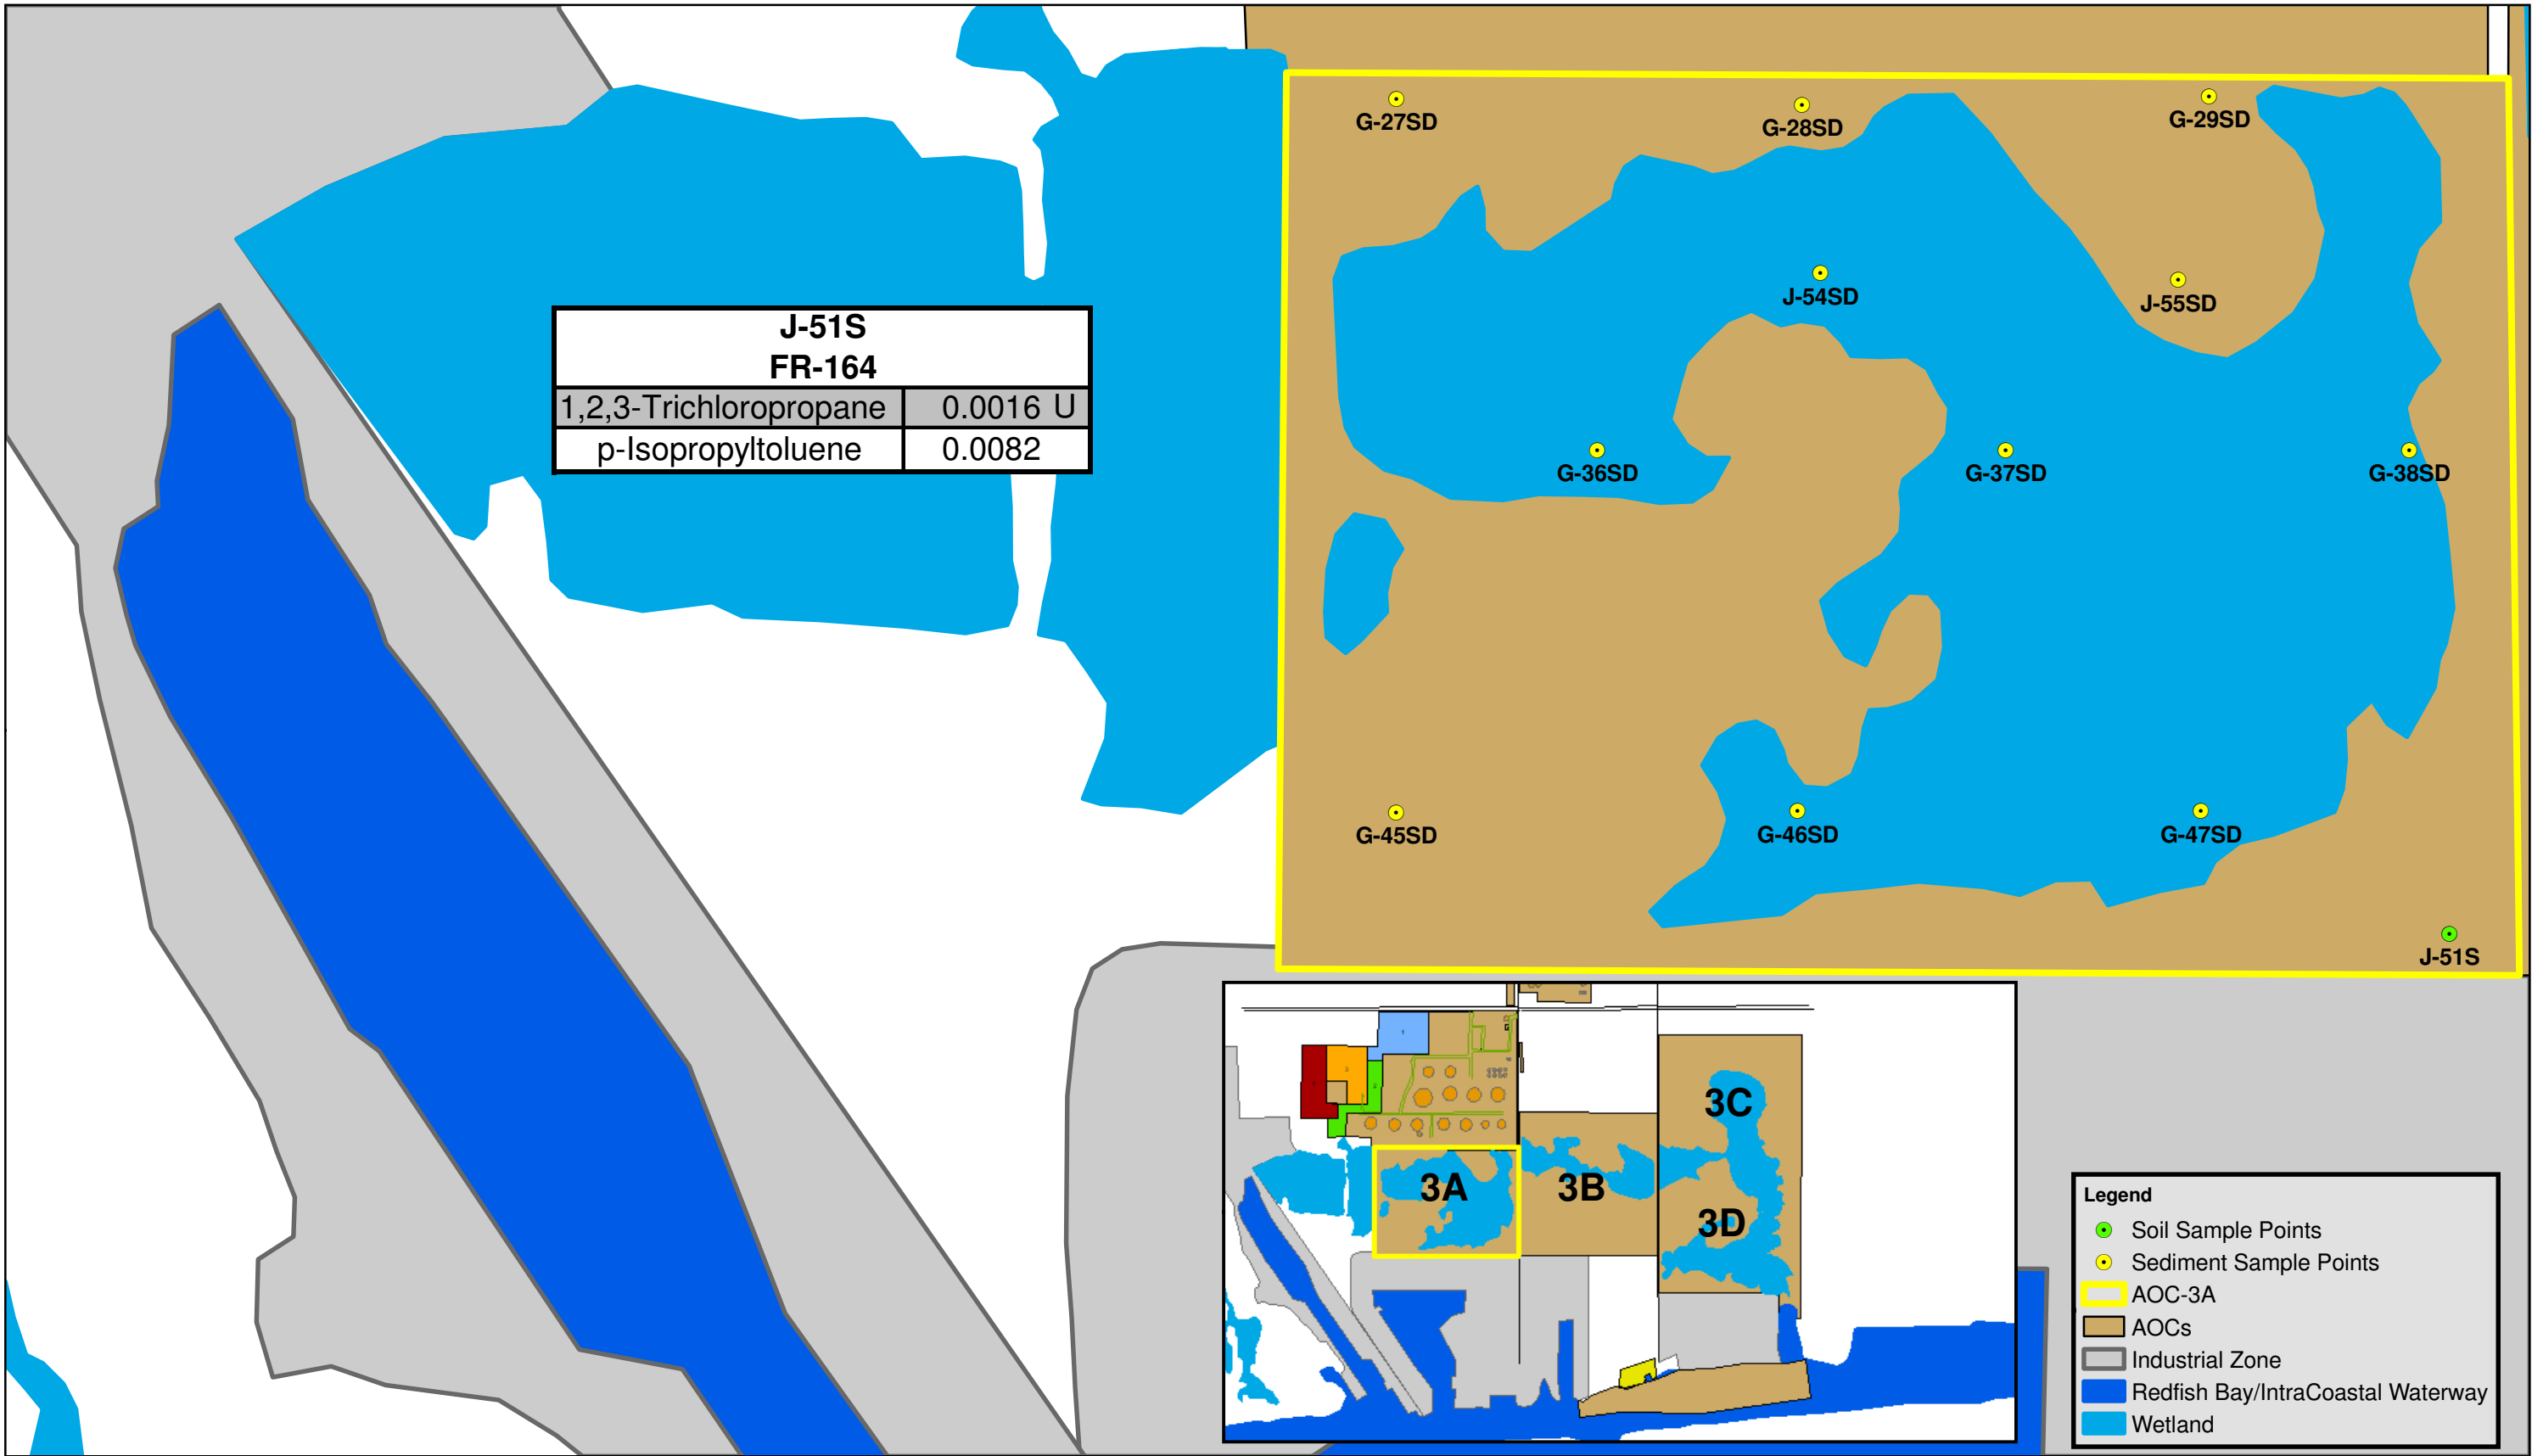 G-27SD
G-28SD
G-29SD
J-54SD
J-55SD
J-51S
FR-164
1,2,3-Trichloropropane 0.0016 U
p-Isopropyltoluene 0.0082
G-36SD
G-37SD
G-38SD
G-45SD
G-46SD
G-47SD
J-51S
3C
3A
3B
3D
Legend
Soil Sample Points
Sediment Sample Points
AOC-3A
AOCs
Industrial Zone
Redfish Bay/IntraCoastal Waterway
Wetland